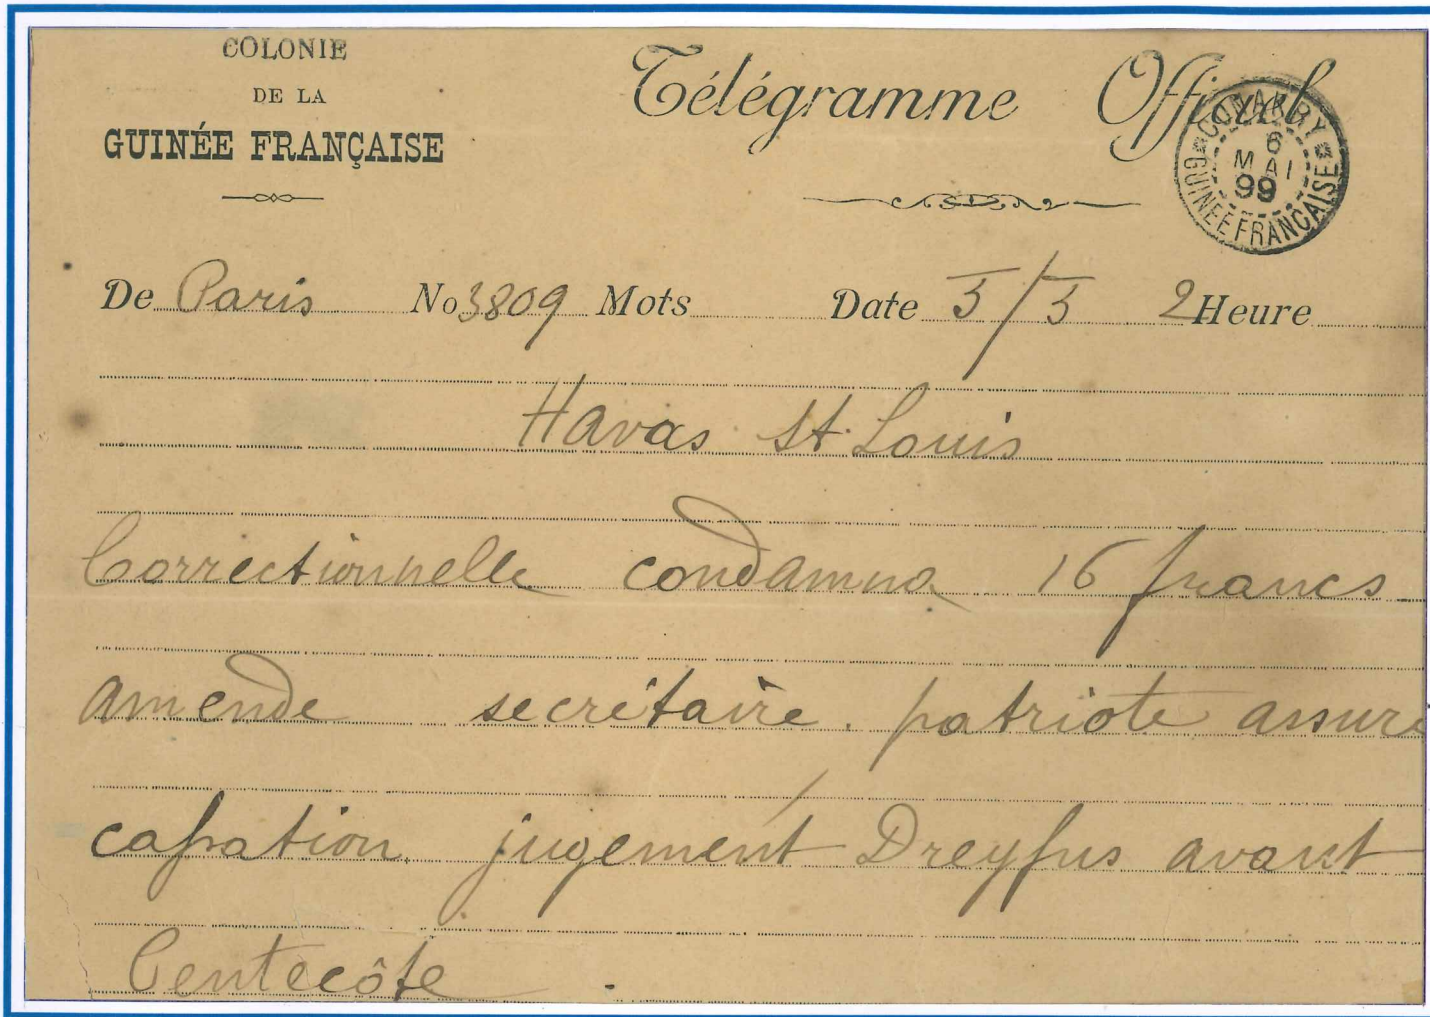 COLONIE
DE LA
GUINÉE FRANÇAISE
Télégramme Officiel
CONAKRY
6
MAI
99
GUINÉE FRANÇAISE
De Paris No 3809 Mots Date 5/5 2 Heure
Havas St Louis
Correctionnelle condamna 16 francs
amende secrétaire patriote assure
cassation jugement Dreyfus avant
Pentecôte